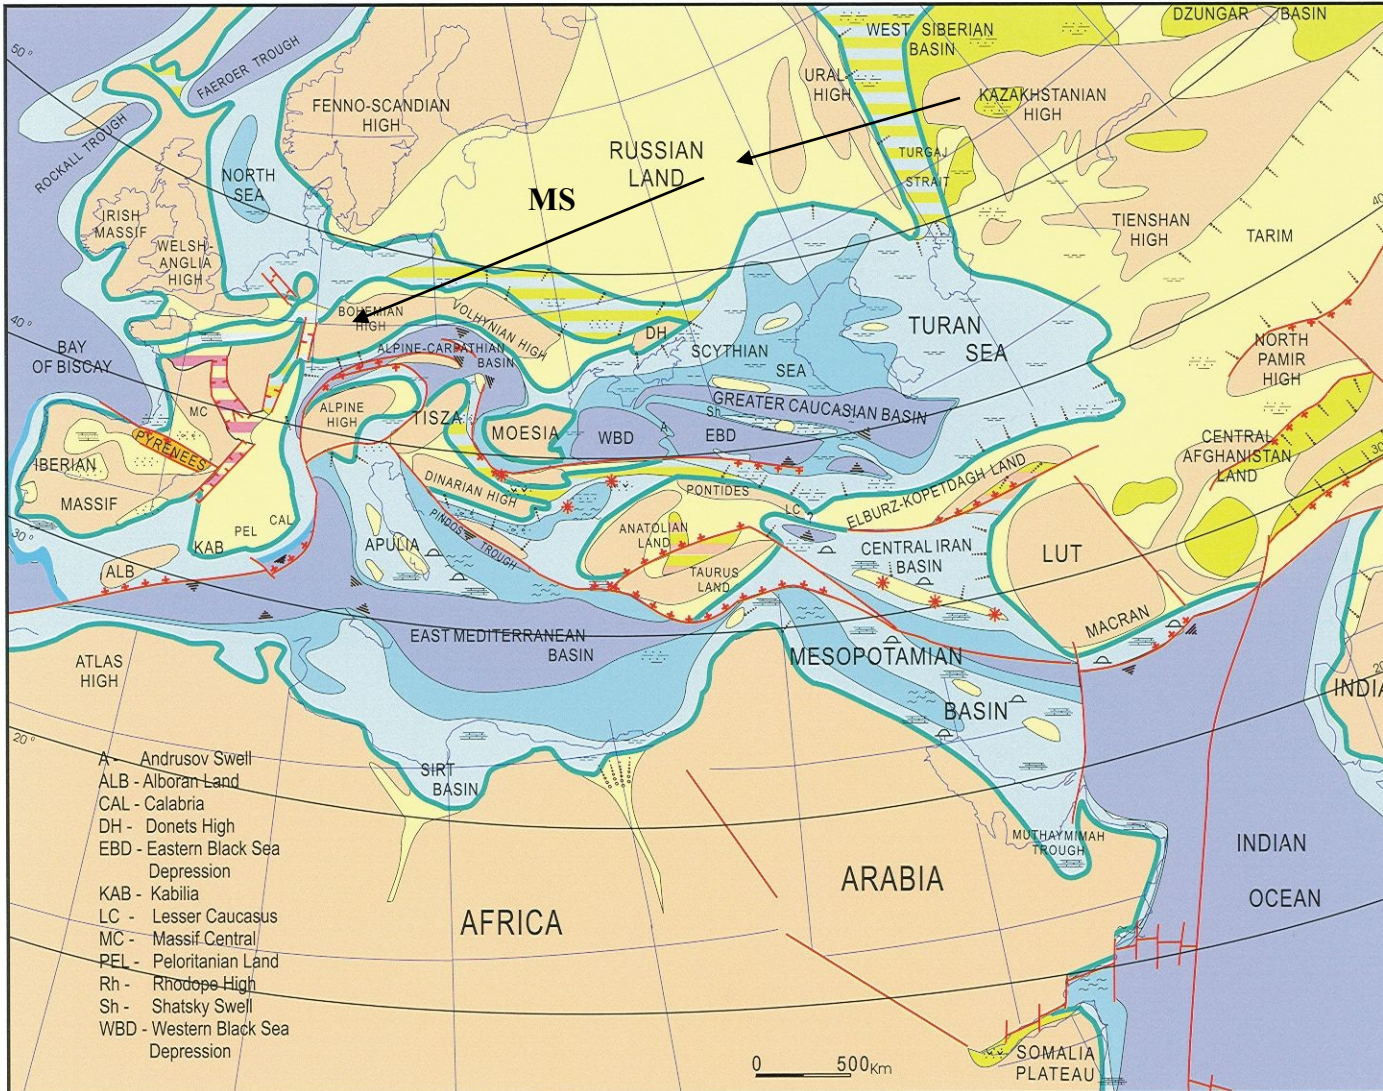 DZUNGAR BASIN
WEST SIBERIAN
BASIN
50°
FAEROER TROUGH
URAL
HIGH
FENNO-SCANDIAN
HIGH
KAZAKHSTANIAN
HIGH
ROCKALL TROUGH
RUSSIAN
LAND
TURGAJ
STRAIT
NORTH
SEA
MS
IRISH
MASSIF
TIENSHAN
HIGH
TARIM
40
WELSH-
ANGLIA
HIGH
BOHEMIAN
HIGH
VOLHYNIAN HIGH
40°
BAY
OF BISCAY
ALPINE-CARPATHIAN
BASIN
DH
SCYTHIAN
SEA
TURAN
SEA
NORTH
PAMIR
HIGH
MC
ALPINE
HIGH
TISZA
GREATER CAUCASIAN BASIN
Sh
A
PYRENEES
MOESIA
WBD
EBD
CENTRAL
AFGHANISTAN
LAND
30
IBERIAN
MASSIF
DINARIAN HIGH
PONTIDES
ELBURZ-KOPETDAGH LAND
LC
PEL
CAL
KAB
30°
APULIA
PINDOS TROUGH
ANATOLIAN
LAND
CENTRAL IRAN
BASIN
LUT
ALB
TAURUS
LAND
MACRAN
EAST MEDITERRANEAN
BASIN
MESOPOTAMIAN
BASIN
ATLAS
HIGH
20
INDIA
20°
SIRT
BASIN
A - Andrusov Swell
ALB - Alboran Land
CAL - Calabria
DH - Donets High
EBD - Eastern Black Sea
Depression
KAB - Kabilia
LC - Lesser Caucasus
MC - Massif Central
PEL - Peloritanian Land
Rh - Rhodope High
Sh - Shatsky Swell
WBD - Western Black Sea
Depression
MUTHAYMIMAH
TROUGH
INDIAN
OCEAN
ARABIA
AFRICA
SOMALIA
PLATEAU
0 500 Km